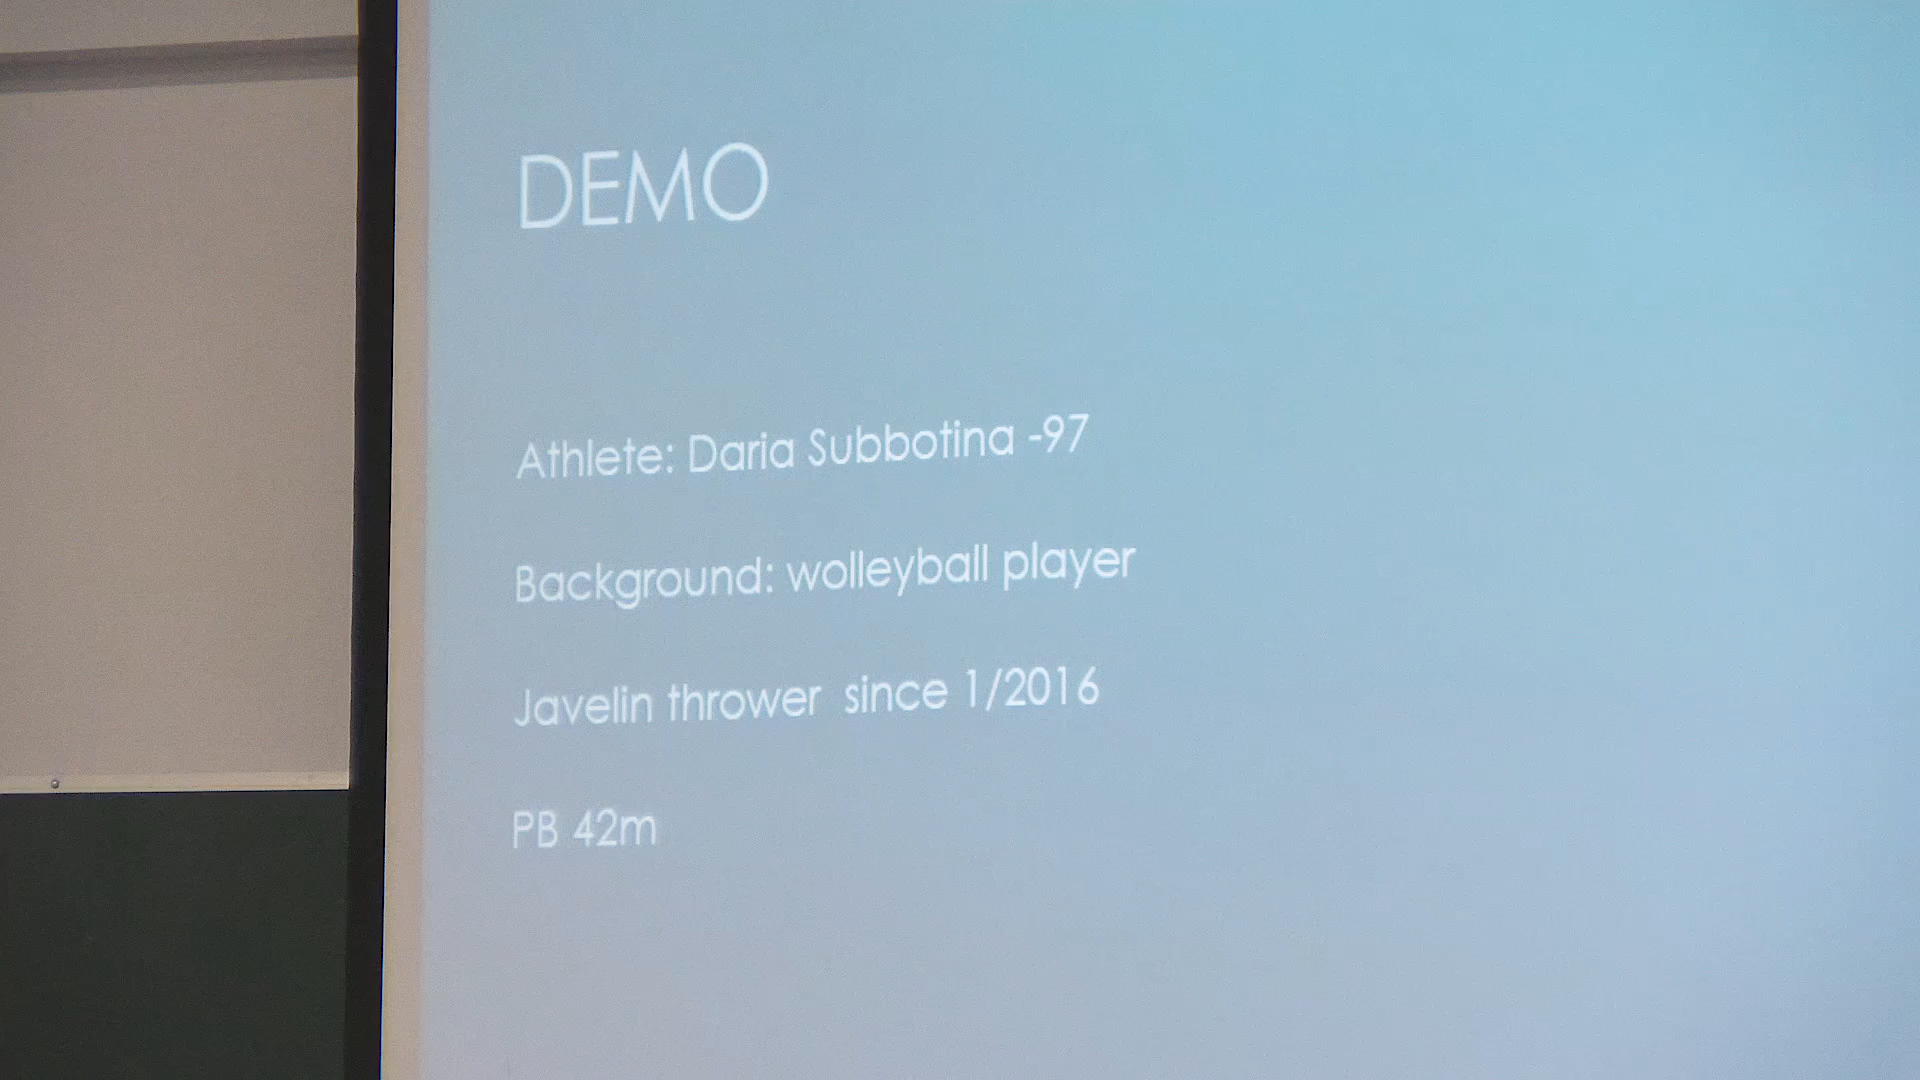 DEMO
Athlete: Daria Subbotina -97
Background: wolleyball player
Javelin thrower since 1/2016
PB 42m